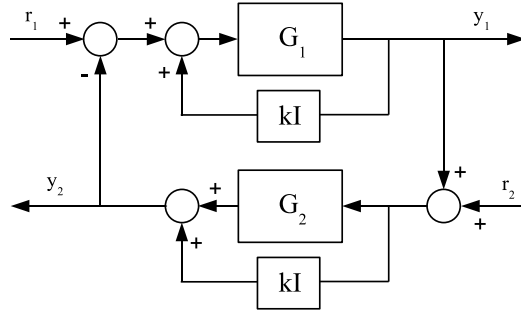 r₁ + + + G₁ y₁
+
- kI
y₂ + G₂ + r₂
+ +
kI